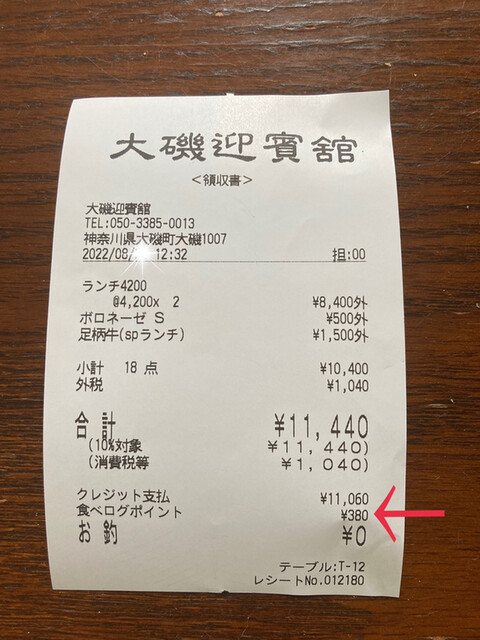 大磯迎賓舘
<領収書>
大磯迎賓館
TEL:050-3385-0013
神奈川県大磯町大磯1007
2022/08/ 12:32 担:00
ランチ4200
@4,200x 2 ¥8,400外
ボロネーゼ S ¥500外
足柄牛(spランチ) ¥1,500外
小計 18 点 ¥10,400
外税 ¥1,040
合計 ¥11,440
(10%対象 ¥11,440)
(消費税等 ¥1,040)
クレジット支払 ¥11,060
食べログポイント ¥380
お釣 ¥0
テーブル:T-12
レシートNo.012180